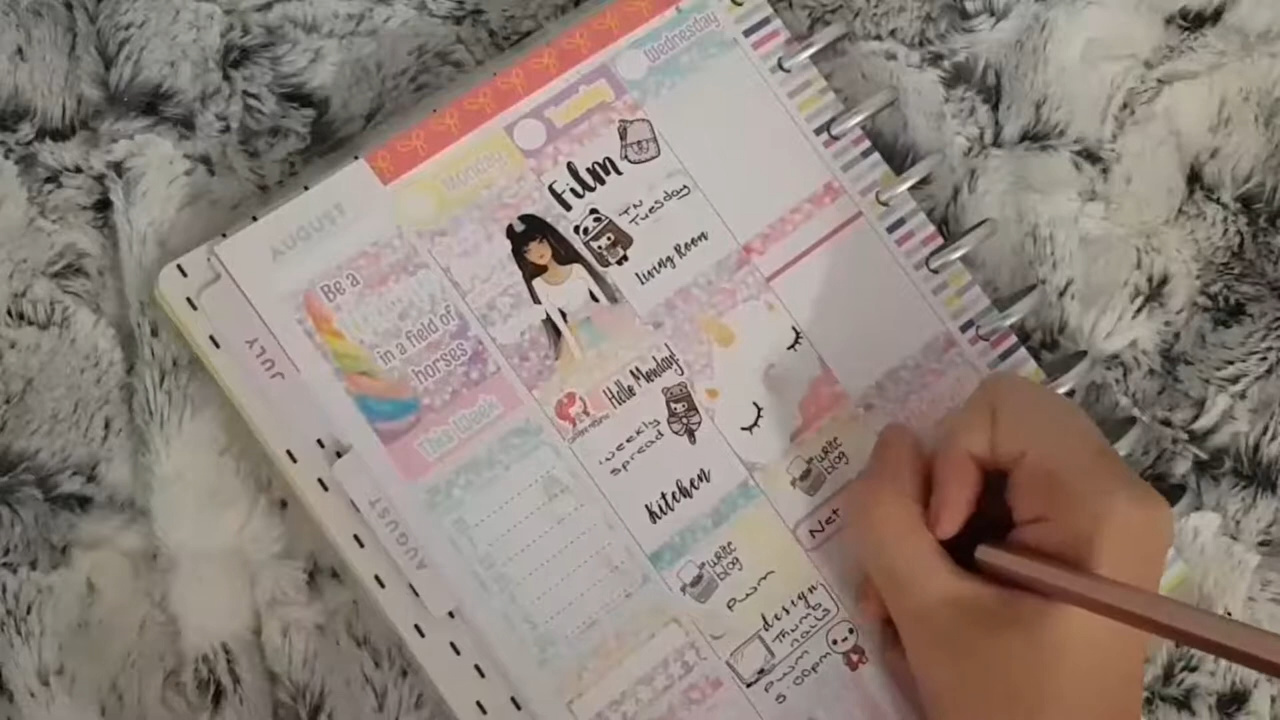 AUGUST
JULY
AUGUST
Be a
in a field of
horses
This Week
Monday
Hello Monday!
weekly
spread
Kitchen
write
blog
PWM
design
Thumb
nails
PWM
5:00pm
Film
TN
Tuesday
Living Room
write
blog
Net
Wednesday